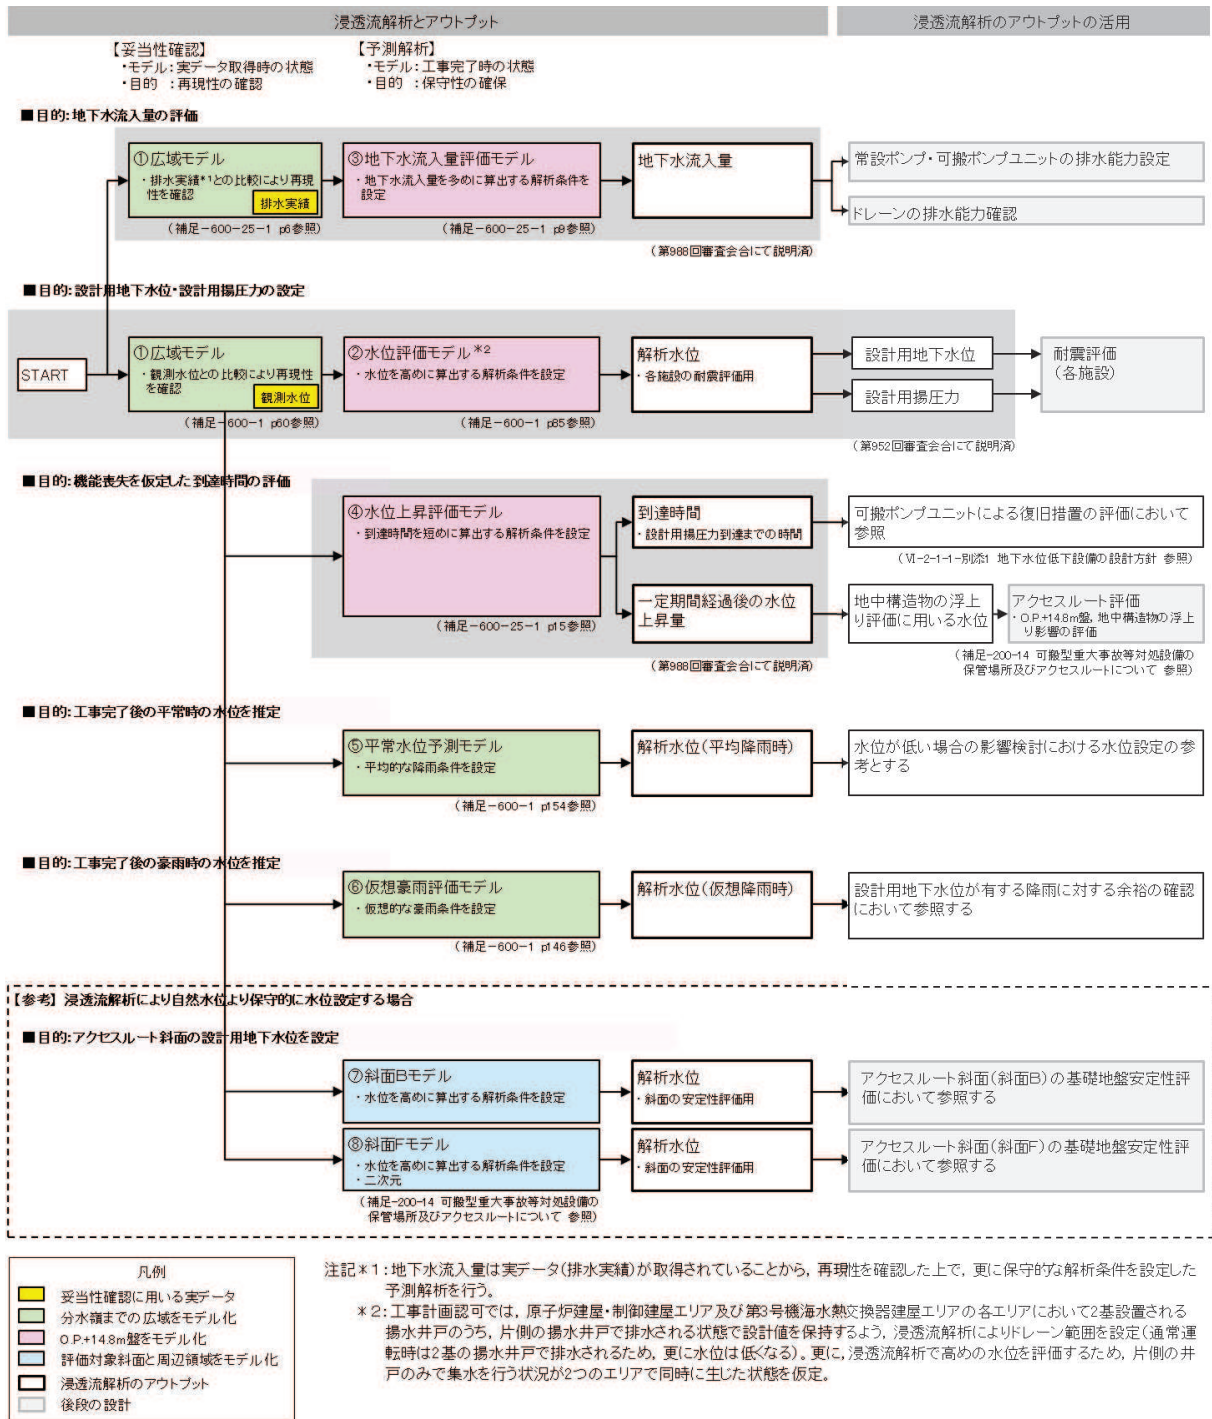 浸透流解析とアウトプット
浸透流解析のアウトプットの活用
【妥当性確認】
・モデル:実データ取得時の状態
・目的 :再現性の確認
【予測解析】
・モデル:工事完了時の状態
・目的 :保守性の確保
■目的:地下水流入量の評価
①広域モデル
・排水実績*1との比較により再現
性を確認
排水実績
(補足-600-25-1 p6参照)
③地下水流入量評価モデル
・地下水流入量を多めに算出する解析条件を
設定
(補足-600-25-1 p9参照)
地下水流入量
(第988回審査会合にて説明済)
常設ポンプ・可搬ポンプユニットの排水能力設定
ドレーンの排水能力確認
■目的:設計用地下水位・設計用揚圧力の設定
START
①広域モデル
・観測水位との比較により再現性
を確認
観測水位
(補足-600-1 p60参照)
②水位評価モデル*2
・水位を高めに算出する解析条件を設定
(補足-600-1 p85参照)
解析水位
・各施設の耐震評価用
設計用地下水位
設計用揚圧力
耐震評価
(各施設)
(第952回審査会合にて説明済)
■目的:機能喪失を仮定した到達時間の評価
④水位上昇評価モデル
・到達時間を短めに算出する解析条件を設定
(補足-600-25-1 p15参照)
到達時間
・設計用揚圧力到達までの時間
可搬ポンプユニットによる復旧措置の評価において
参照
(Ⅵ-2-1-1-別添1 地下水位低下設備の設計方針 参照)
一定期間経過後の水位
上昇量
(第988回審査会合にて説明済)
地中構造物の浮上
り評価に用いる水位
アクセスルート評価
・O.P.+14.8m盤,地中構造物の浮上
り影響の評価
(補足-200-14 可搬型重大事故等対処設備の
保管場所及びアクセスルートについて 参照)
■目的:工事完了後の平常時の水位を推定
⑤平常水位予測モデル
・平均的な降雨条件を設定
(補足-600-1 p154参照)
解析水位(平均降雨時)
水位が低い場合の影響検討における水位設定の参
考とする
■目的:工事完了後の豪雨時の水位を推定
⑥仮想豪雨評価モデル
・仮想的な豪雨条件を設定
(補足-600-1 p146参照)
解析水位(仮想降雨時)
設計用地下水位が有する降雨に対する余裕の確認
において参照する
【参考】浸透流解析により自然水位より保守的に水位設定する場合
■目的:アクセスルート斜面の設計用地下水位を設定
⑦斜面Bモデル
・水位を高めに算出する解析条件を設定
解析水位
・斜面の安定性評価用
アクセスルート斜面(斜面B)の基礎地盤安定性評
価において参照する
⑧斜面Fモデル
・水位を高めに算出する解析条件を設定
・二次元
(補足-200-14 可搬型重大事故等対処設備の
保管場所及びアクセスルートについて 参照)
解析水位
・斜面の安定性評価用
アクセスルート斜面(斜面F)の基礎地盤安定性評
価において参照する
凡例
妥当性確認に用いる実データ
分水嶺までの広域をモデル化
O.P.+14.8m盤をモデル化
評価対象斜面と周辺領域をモデル化
浸透流解析のアウトプット
後段の設計
注記*1:地下水流入量は実データ(排水実績)が取得されていることから,再現性を確認した上で,更に保守的な解析条件を設定した
予測解析を行う。
*2:工事計画認可では,原子炉建屋・制御建屋エリア及び第3号機海水熱交換器建屋エリアの各エリアにおいて2基設置される
揚水井戸のうち,片側の揚水井戸で排水される状態で設計値を保持するよう,浸透流解析によりドレーン範囲を設定(通常運
転時は2基の揚水井戸で排水されるため,更に水位は低くなる)。更に,浸透流解析で高めの水位を評価するため,片側の井
戸のみで集水を行う状況が2つのエリアで同時に生じた状態を仮定。